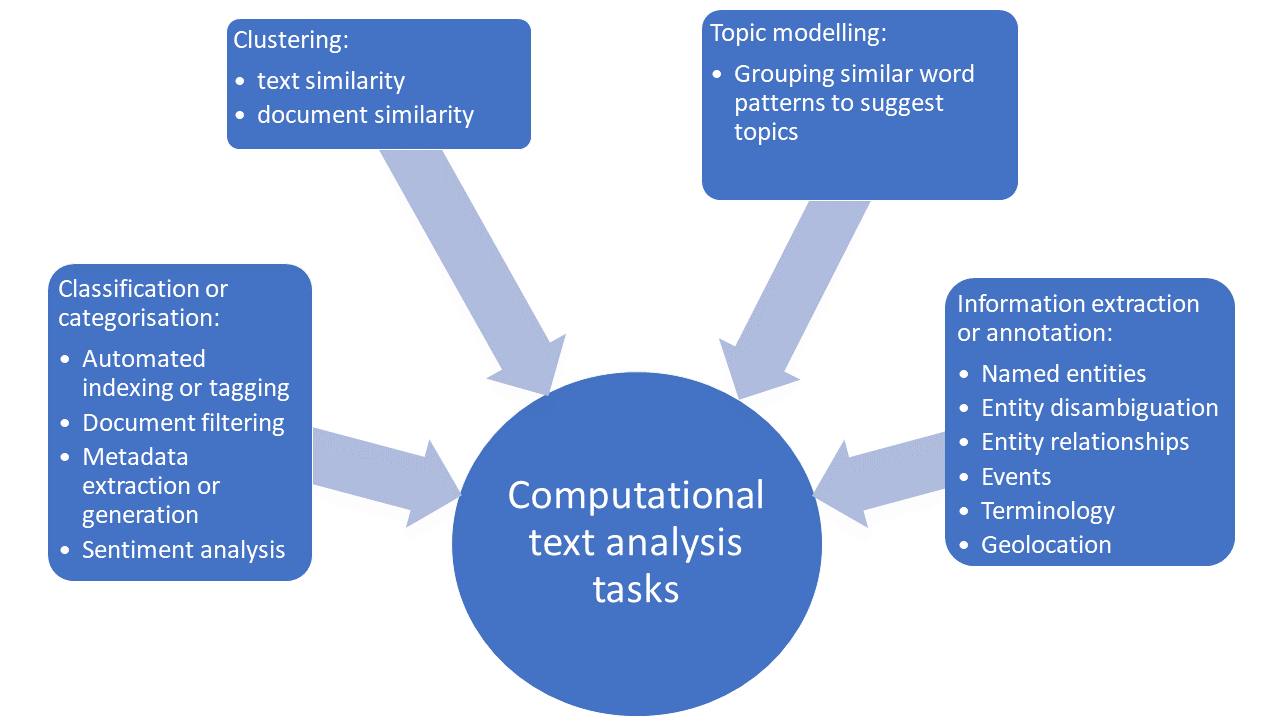 Clustering:
• text similarity
• document similarity
Topic modelling:
• Grouping similar word
patterns to suggest
topics
Classification or
categorisation:
• Automated
indexing or tagging
• Document filtering
• Metadata
extraction or
generation
• Sentiment analysis
Information extraction
or annotation:
• Named entities
• Entity disambiguation
• Entity relationships
• Events
• Terminology
• Geolocation
Computational
text analysis
tasks